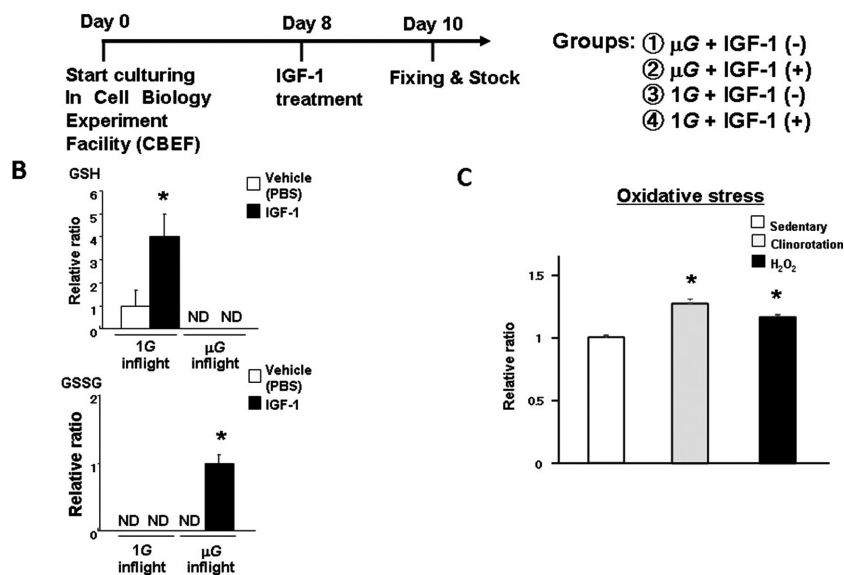 Day 0
Day 8
Day 10
Start culturing
In Cell Biology
Experiment
Facility (CBEF)
IGF-1
treatment
Fixing & Stock
Groups: ① μG + IGF-1 (-)
② μG + IGF-1 (+)
③ 1G + IGF-1 (-)
④ 1G + IGF-1 (+)
B
GSH
Vehicle
(PBS)
IGF-1
Relative ratio
6
5
4
3
2
1
0
*
ND ND
1G
inflight
μG
inflight
GSSG
Vehicle
(PBS)
IGF-1
Relative ratio
2
1
0
*
ND ND ND
1G
inflight
μG
inflight
C
Oxidative stress
Sedentary
Clinorotation
H₂O₂
Relative ratio
1.5
1
0.5
0
*
*